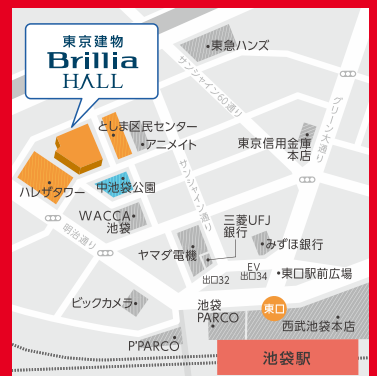 東京建物
Brillia
HALL
東急ハンズ
サンシャイン60通り
グリーン大通り
としま区民センター
アニメイト
東京信用金庫
本店
サンシャイン通り
ハレザタワー
中池袋公園
WACCA
池袋
明治通り
三菱UFJ
銀行
ヤマダ電機
みずほ銀行
出口32
EV
出口34
東口駅前広場
ビックカメラ
池袋
PARCO
東口
西武池袋本店
P'PARCO
池袋駅